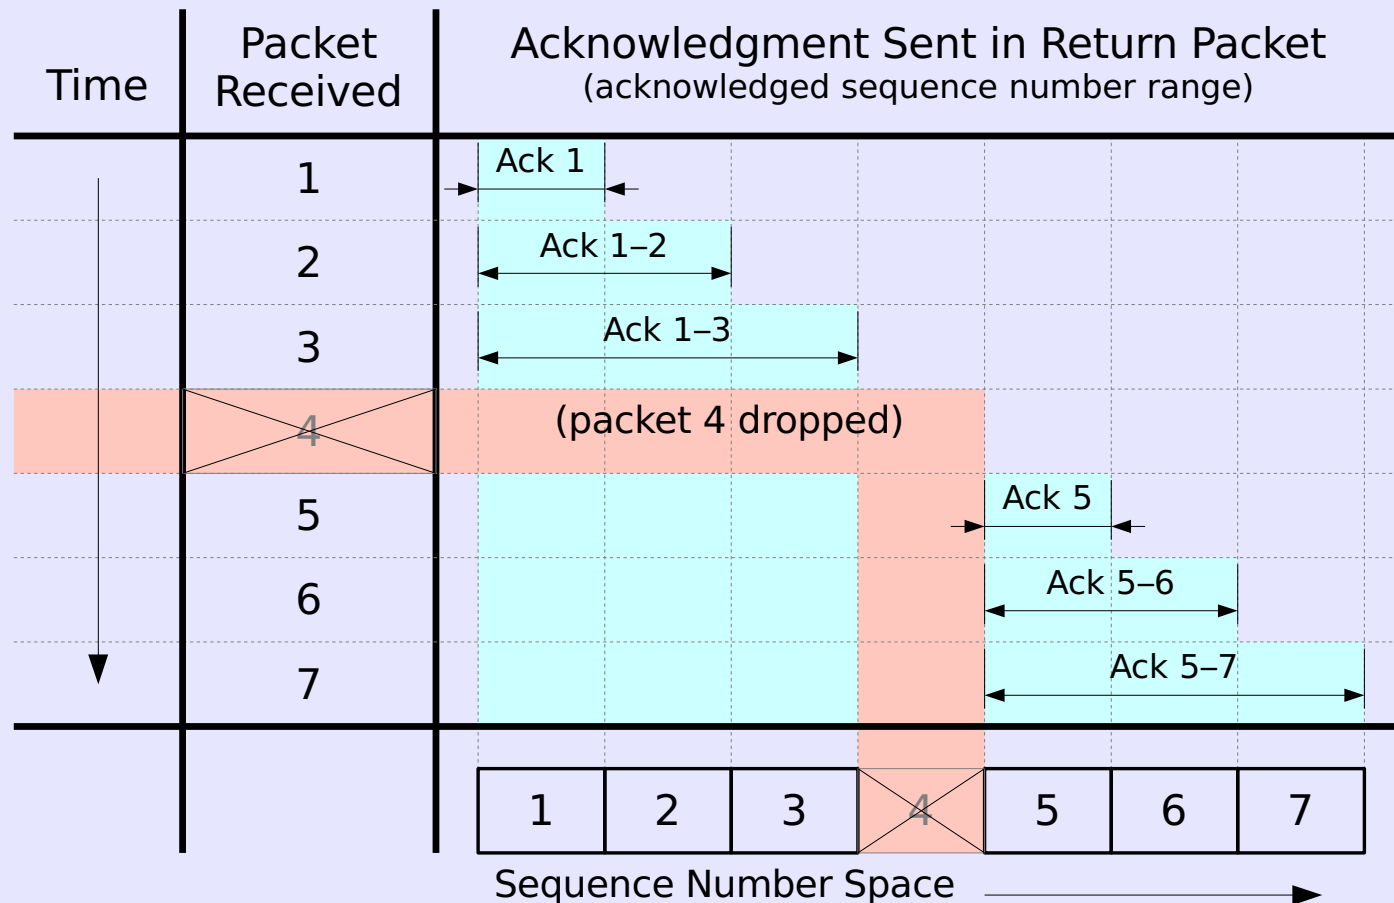 Time
Packet
Received
Acknowledgment Sent in Return Packet
(acknowledged sequence number range)
1
Ack 1
2
Ack 1–2
3
Ack 1–3
4
(packet 4 dropped)
5
Ack 5
6
Ack 5–6
7
Ack 5–7
1 2 3 4 5 6 7
Sequence Number Space